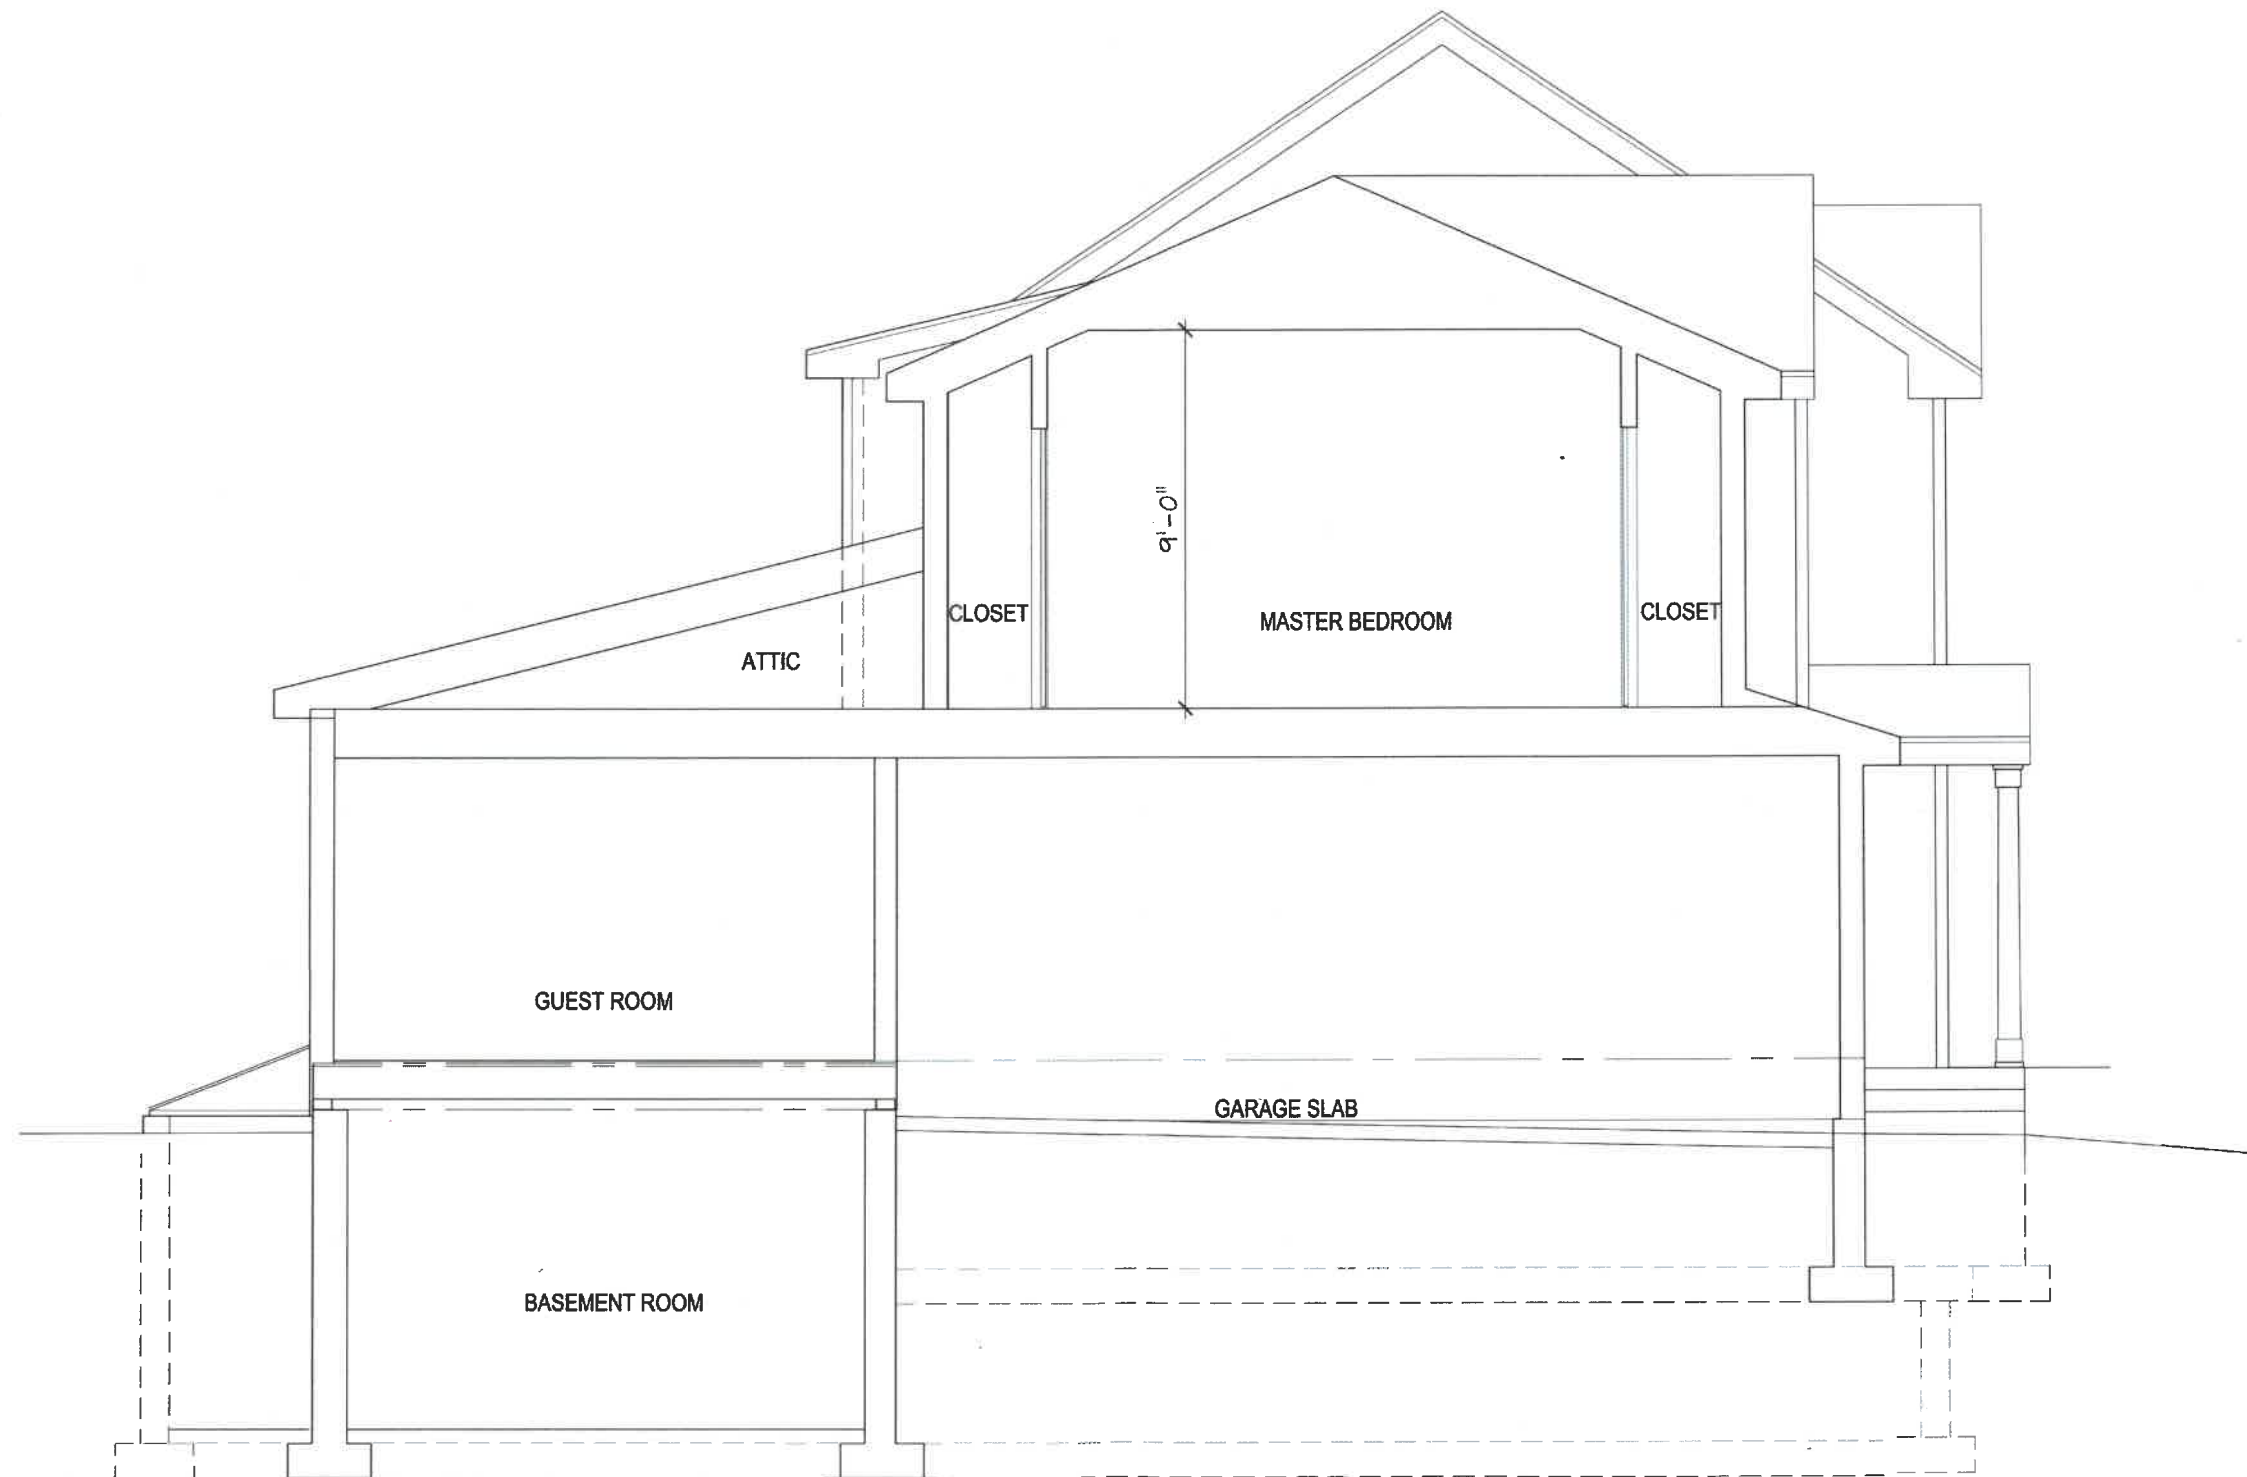 9'-0"
CLOSET
MASTER BEDROOM
CLOSET
ATTIC
GUEST ROOM
GARAGE SLAB
BASEMENT ROOM